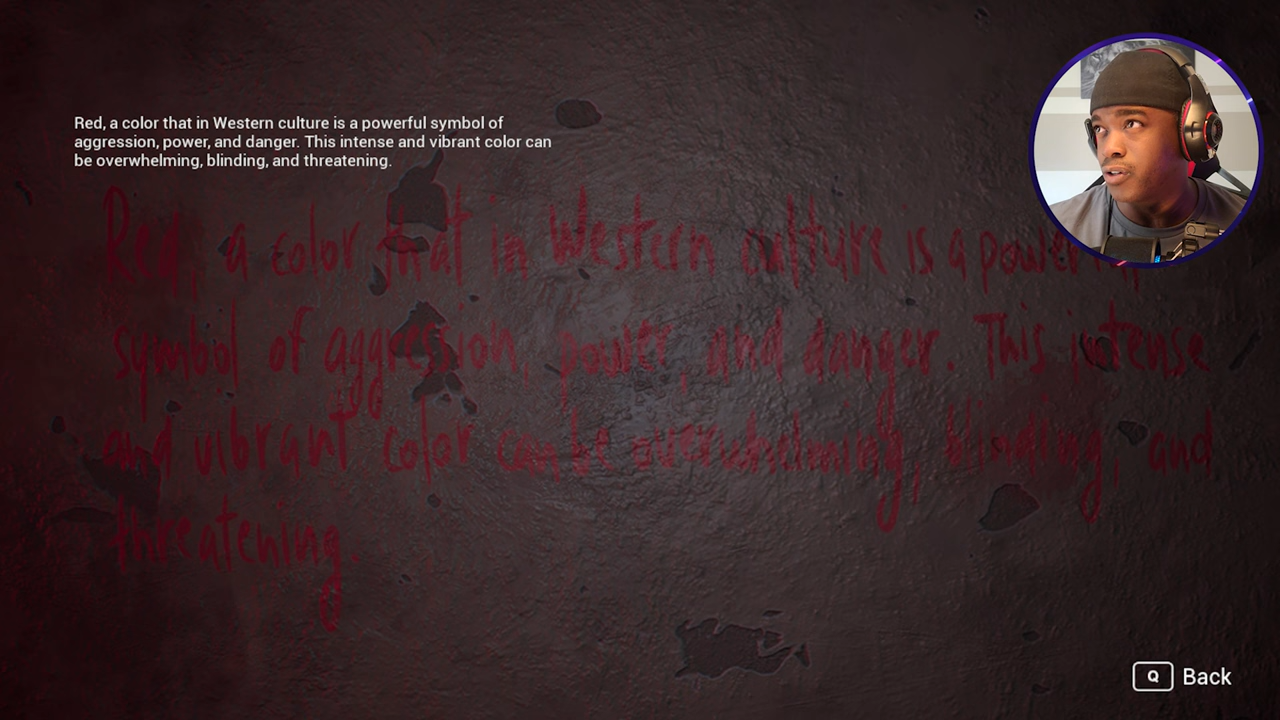 Red, a color that in Western culture is a powerful symbol of
aggression, power, and danger. This intense and vibrant color can
be overwhelming, blinding, and threatening.
Red, a color that in Western culture is a powerful
symbol of aggression, power, and danger. This intense
and vibrant color can be overwhelming, blinding, and
threatening.
Q Back